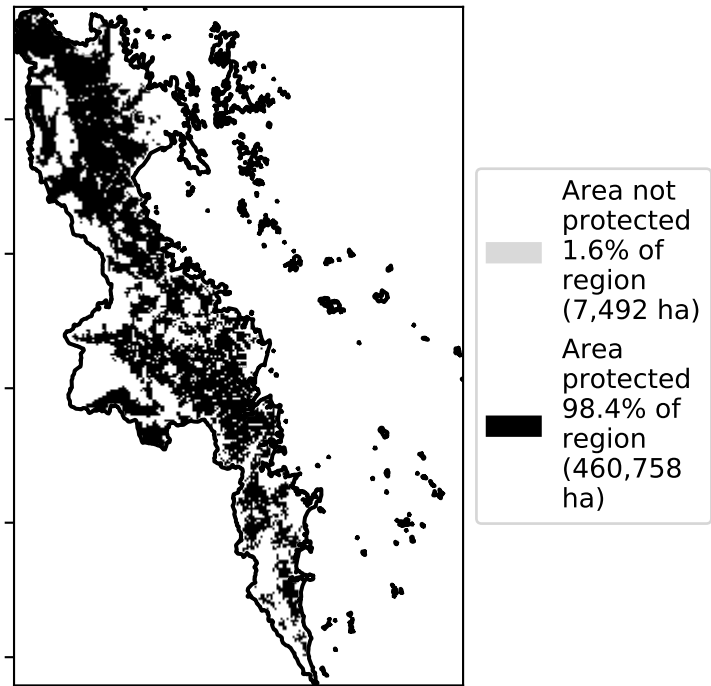 Area not
protected
1.6% of
region
(7,492 ha)
Area
protected
98.4% of
region
(460,758
ha)